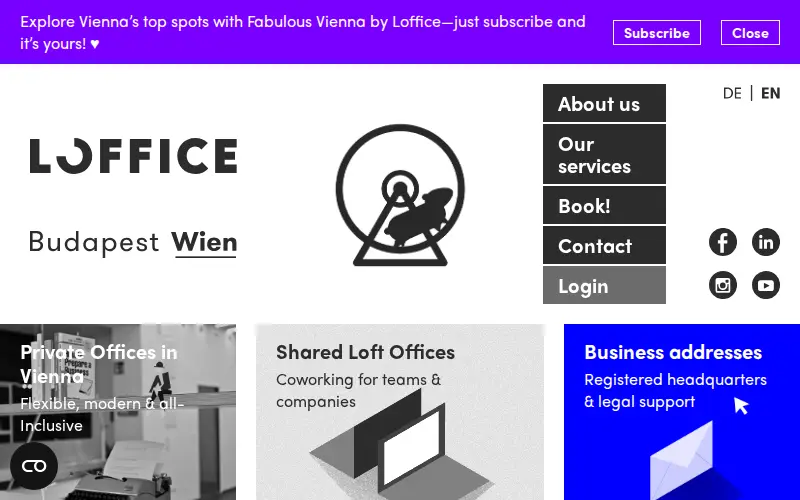 Explore Vienna’s top spots with Fabulous Vienna by Loffice—just subscribe and
it’s yours! ♥
Subscribe
Close
LOFFICE
Budapest Wien
About us
Our
services
Book!
Contact
Login
DE | EN
Private Offices in
Vienna
Flexible, modern & all-
Inclusive
Shared Loft Offices
Coworking for teams &
companies
Business addresses
Registered headquarters
& legal support